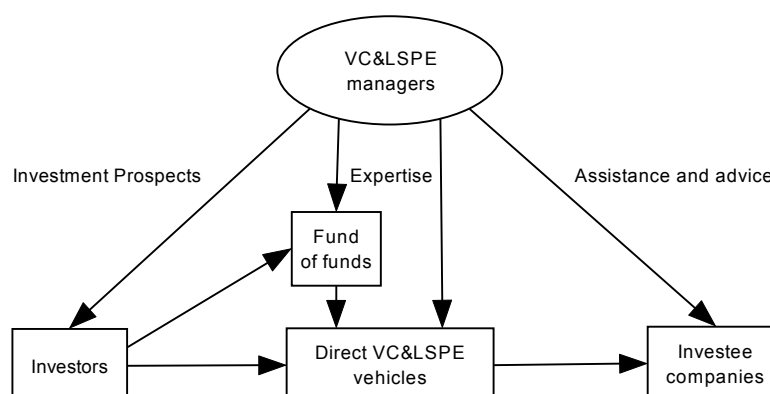 VC&LSPE
managers
Investment Prospects
Expertise
Assistance and advice
Fund
of funds
Investors
Direct VC&LSPE
vehicles
Investee
companies